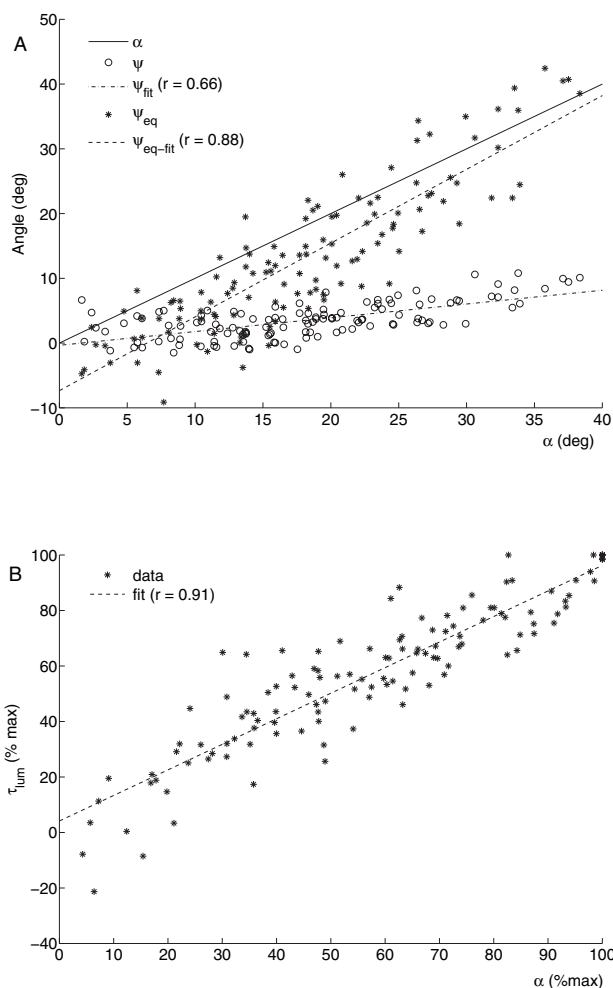 A
50
40
30
20
10
0
−10
Angle (deg)
α
ψ
ψfit (r = 0.66)
ψeq
ψeq−fit (r = 0.88)
0 5 10 15 20 25 30 35 40
α (deg)
B
100
80
60
40
20
0
−20
−40
τlum (% max)
data
fit (r = 0.91)
0 10 20 30 40 50 60 70 80 90 100
α (%max)